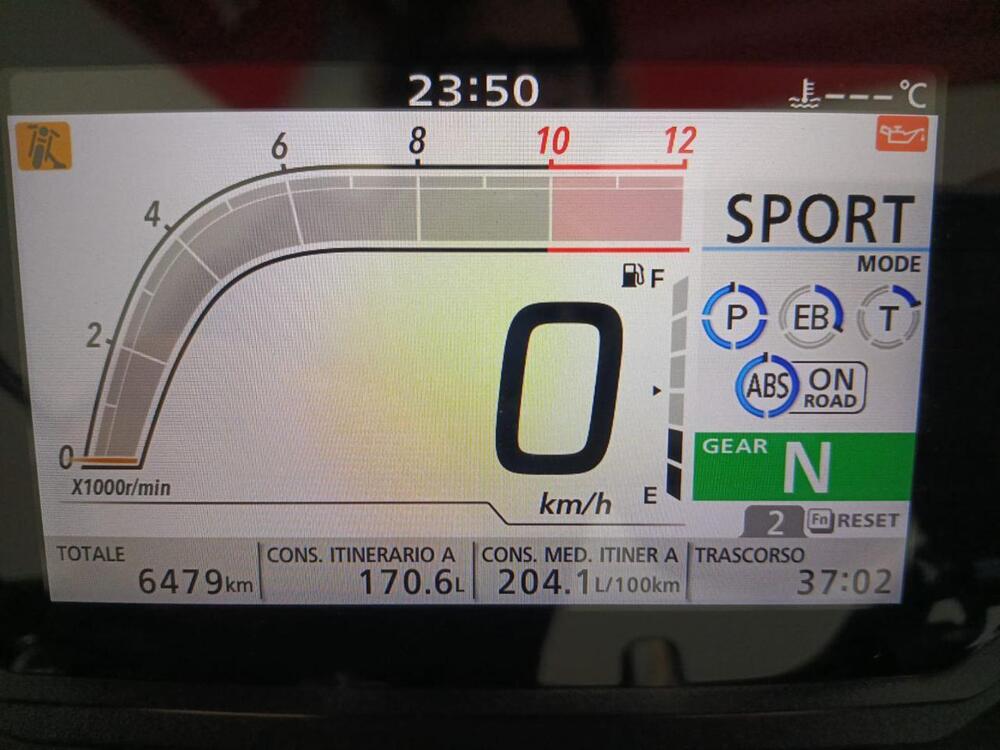 23:50
---°C
0 2 4 6 8 10 12
X1000r/min
F
E
0
km/h
SPORT
MODE
P EB T
ABS ON ROAD
GEAR N
2 Fn RESET
TOTALE
6479km
CONS. ITINERARIO A
170.6L
CONS. MED. ITINER A
204.1L/100km
TRASCORSO
37:02